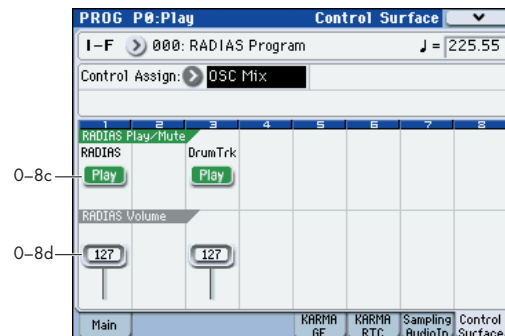 PROG P0:Play Control Surface
I-F 000: RADIAS Program ♩= 225.55
Control Assign: OSC Mix
1 2 3 4 5 6 7 8
RADIAS Play/Mute
RADIAS DrumTrk
0–8c Play Play
RADIAS Volume
0–8d 127 127
Main KARMA GE KARMA RTC Sampling AudioIn Control Surface